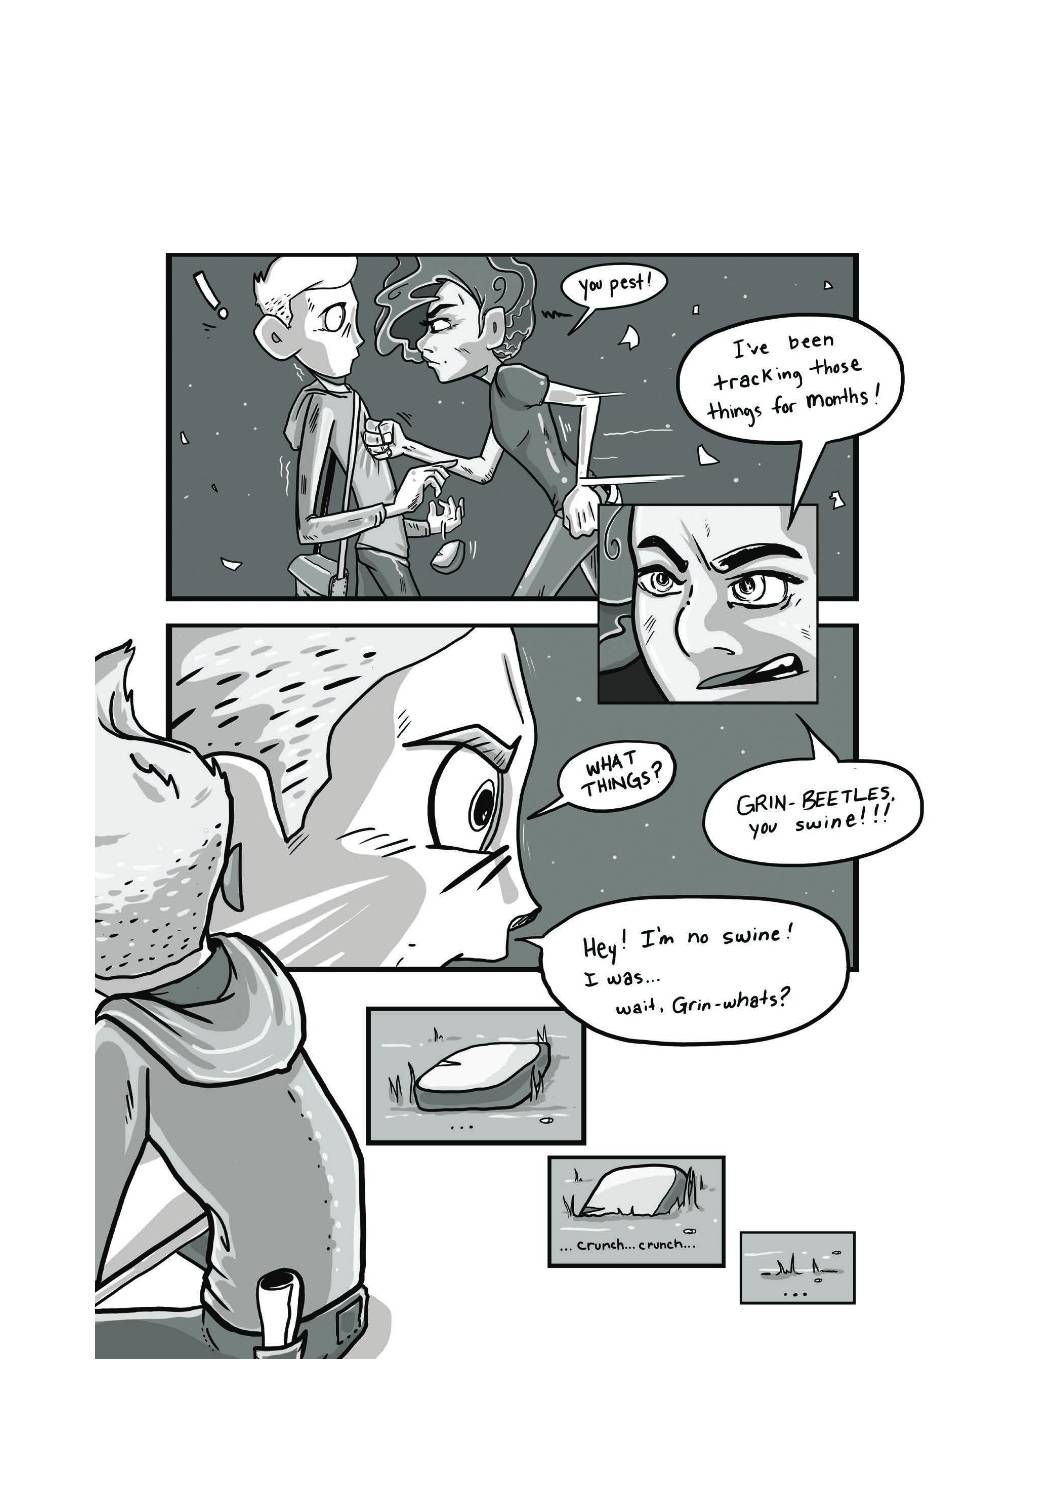 !
you pest!
I've been
tracking those
things for months!
WHAT
THINGS?
GRIN-BEETLES,
you swine!!!
Hey! I'm no swine!
I was...
wait, Grin-whats?
...
... crunch... crunch...
...